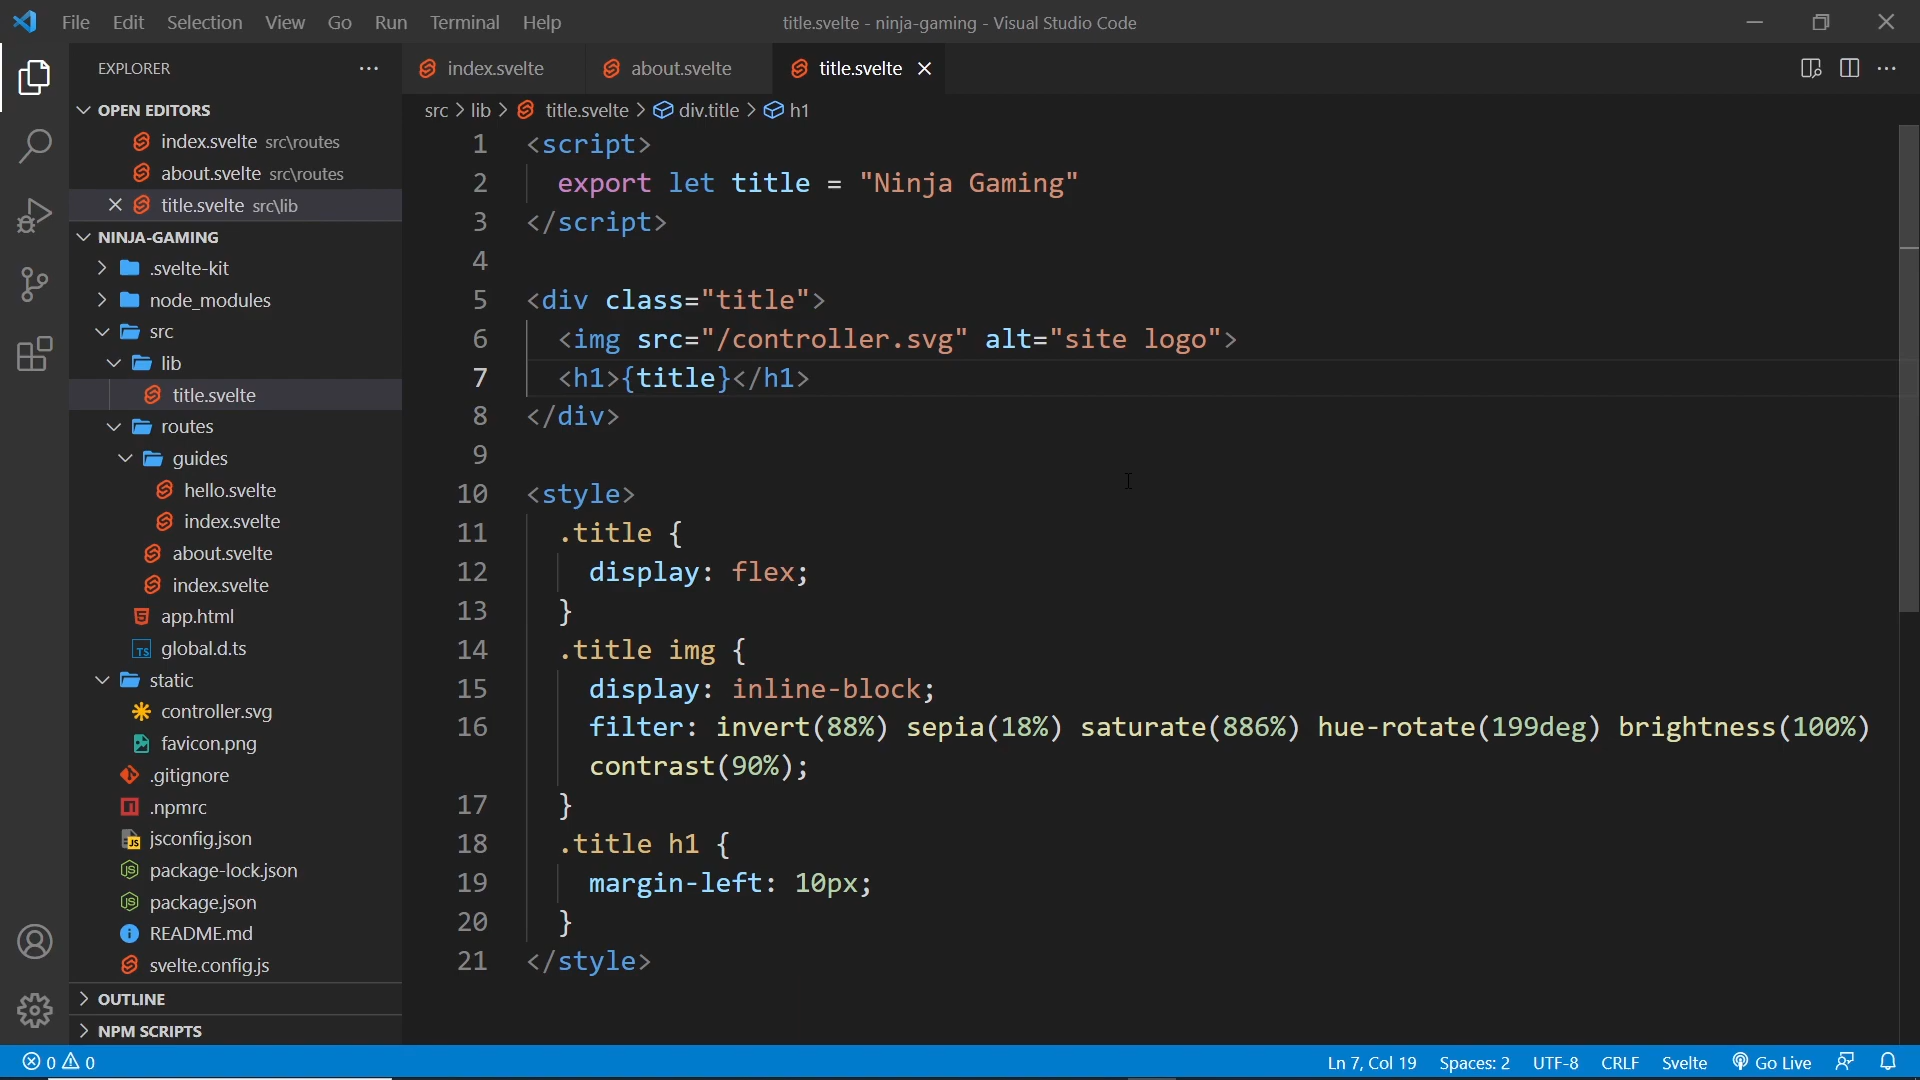 File Edit Selection View Go Run Terminal Help
title.svelte - ninja-gaming - Visual Studio Code
EXPLORER
OPEN EDITORS
index.svelte src\routes
about.svelte src\routes
title.svelte src\lib
NINJA-GAMING
.svelte-kit
node_modules
src
lib
title.svelte
routes
guides
hello.svelte
index.svelte
about.svelte
index.svelte
app.html
global.d.ts
static
controller.svg
favicon.png
.gitignore
.npmrc
jsconfig.json
package-lock.json
package.json
README.md
svelte.config.js
OUTLINE
NPM SCRIPTS
index.svelte about.svelte title.svelte
src > lib > title.svelte > div.title > h1
1 <script>
2 export let title = "Ninja Gaming"
3 </script>
4
5 <div class="title">
6 <img src="/controller.svg" alt="site logo">
7 <h1>{title}</h1>
8 </div>
9
10 <style>
11 .title {
12 display: flex;
13 }
14 .title img {
15 display: inline-block;
16 filter: invert(88%) sepia(18%) saturate(886%) hue-rotate(199deg) brightness(100%)
contrast(90%);
17 }
18 .title h1 {
19 margin-left: 10px;
20 }
21 </style>
0 0
Ln 7, Col 19 Spaces: 2 UTF-8 CRLF Svelte Go Live